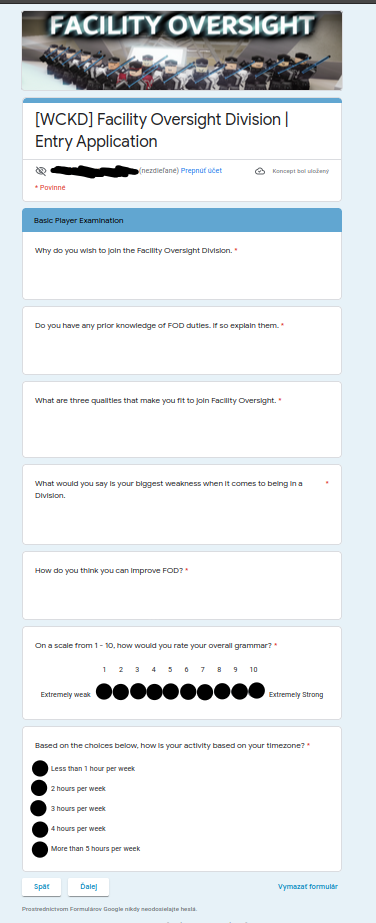 FACILITY OVERSIGHT
[WCKD] Facility Oversight Division |
Entry Application
(nezdieľané) Prepnúť účet
Koncept bol uložený
* Povinné
Basic Player Examination
Why do you wish to join the Facility Oversight Division. *
Do you have any prior knowledge of FOD duties. If so explain them. *
What are three qualities that make you fit to join Facility Oversight. *
What would you say is your biggest weakness when it comes to being in a *
Division.
How do you think you can improve FOD? *
On a scale from 1 - 10, how would you rate your overall grammar? *
1 2 3 4 5 6 7 8 9 10
Extremely weak Extremely Strong
Based on the choices below, how is your activity based on your timezone? *
Less than 1 hour per week
2 hours per week
3 hours per week
4 hours per week
More than 5 hours per week
Späť Ďalej Vymazať formulár
Prostredníctvom Formulárov Google nikdy neodosielajte heslá.